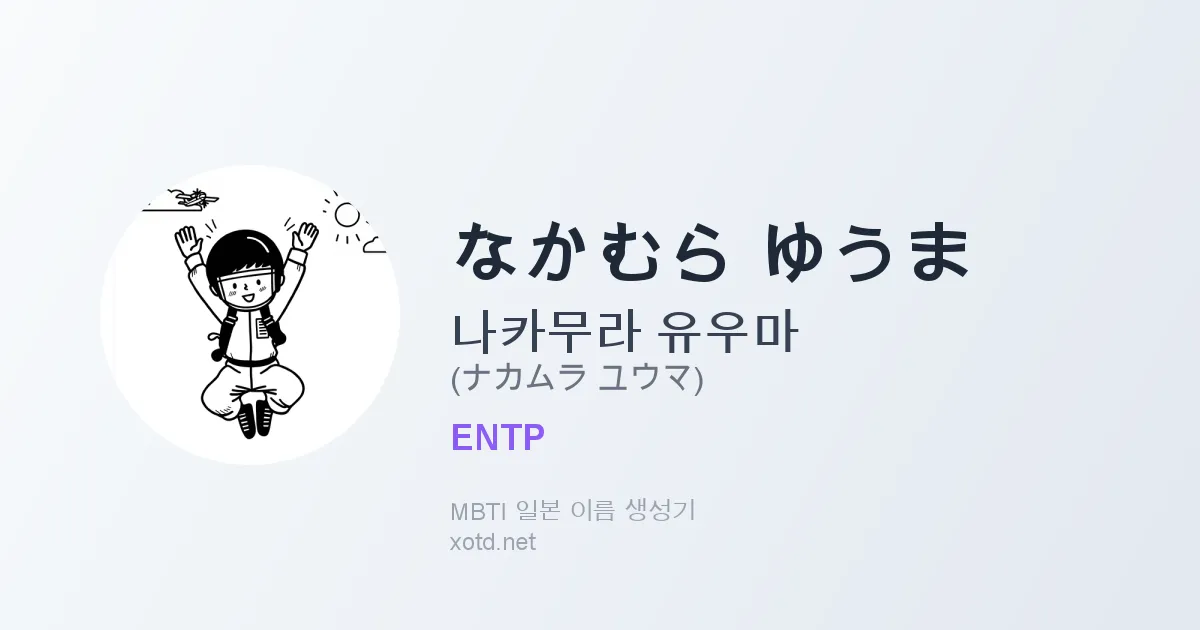 なかむら ゆうま
나카무라 유우마
(ナカムラ ユウマ)
ENTP
MBTI 일본 이름 생성기
xotd.net